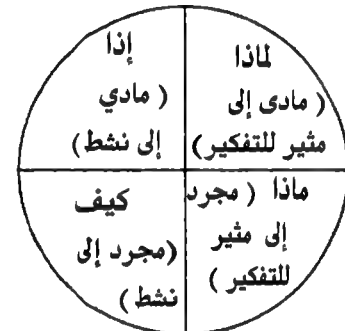 لماذا
( مادى إلى
مثير للتفكير)
إذا
( مادي
إلى نشط)
ماذا ( مجرد
إلى مثير
للتفكير )
كيف
(مجرد إلى
نشط )